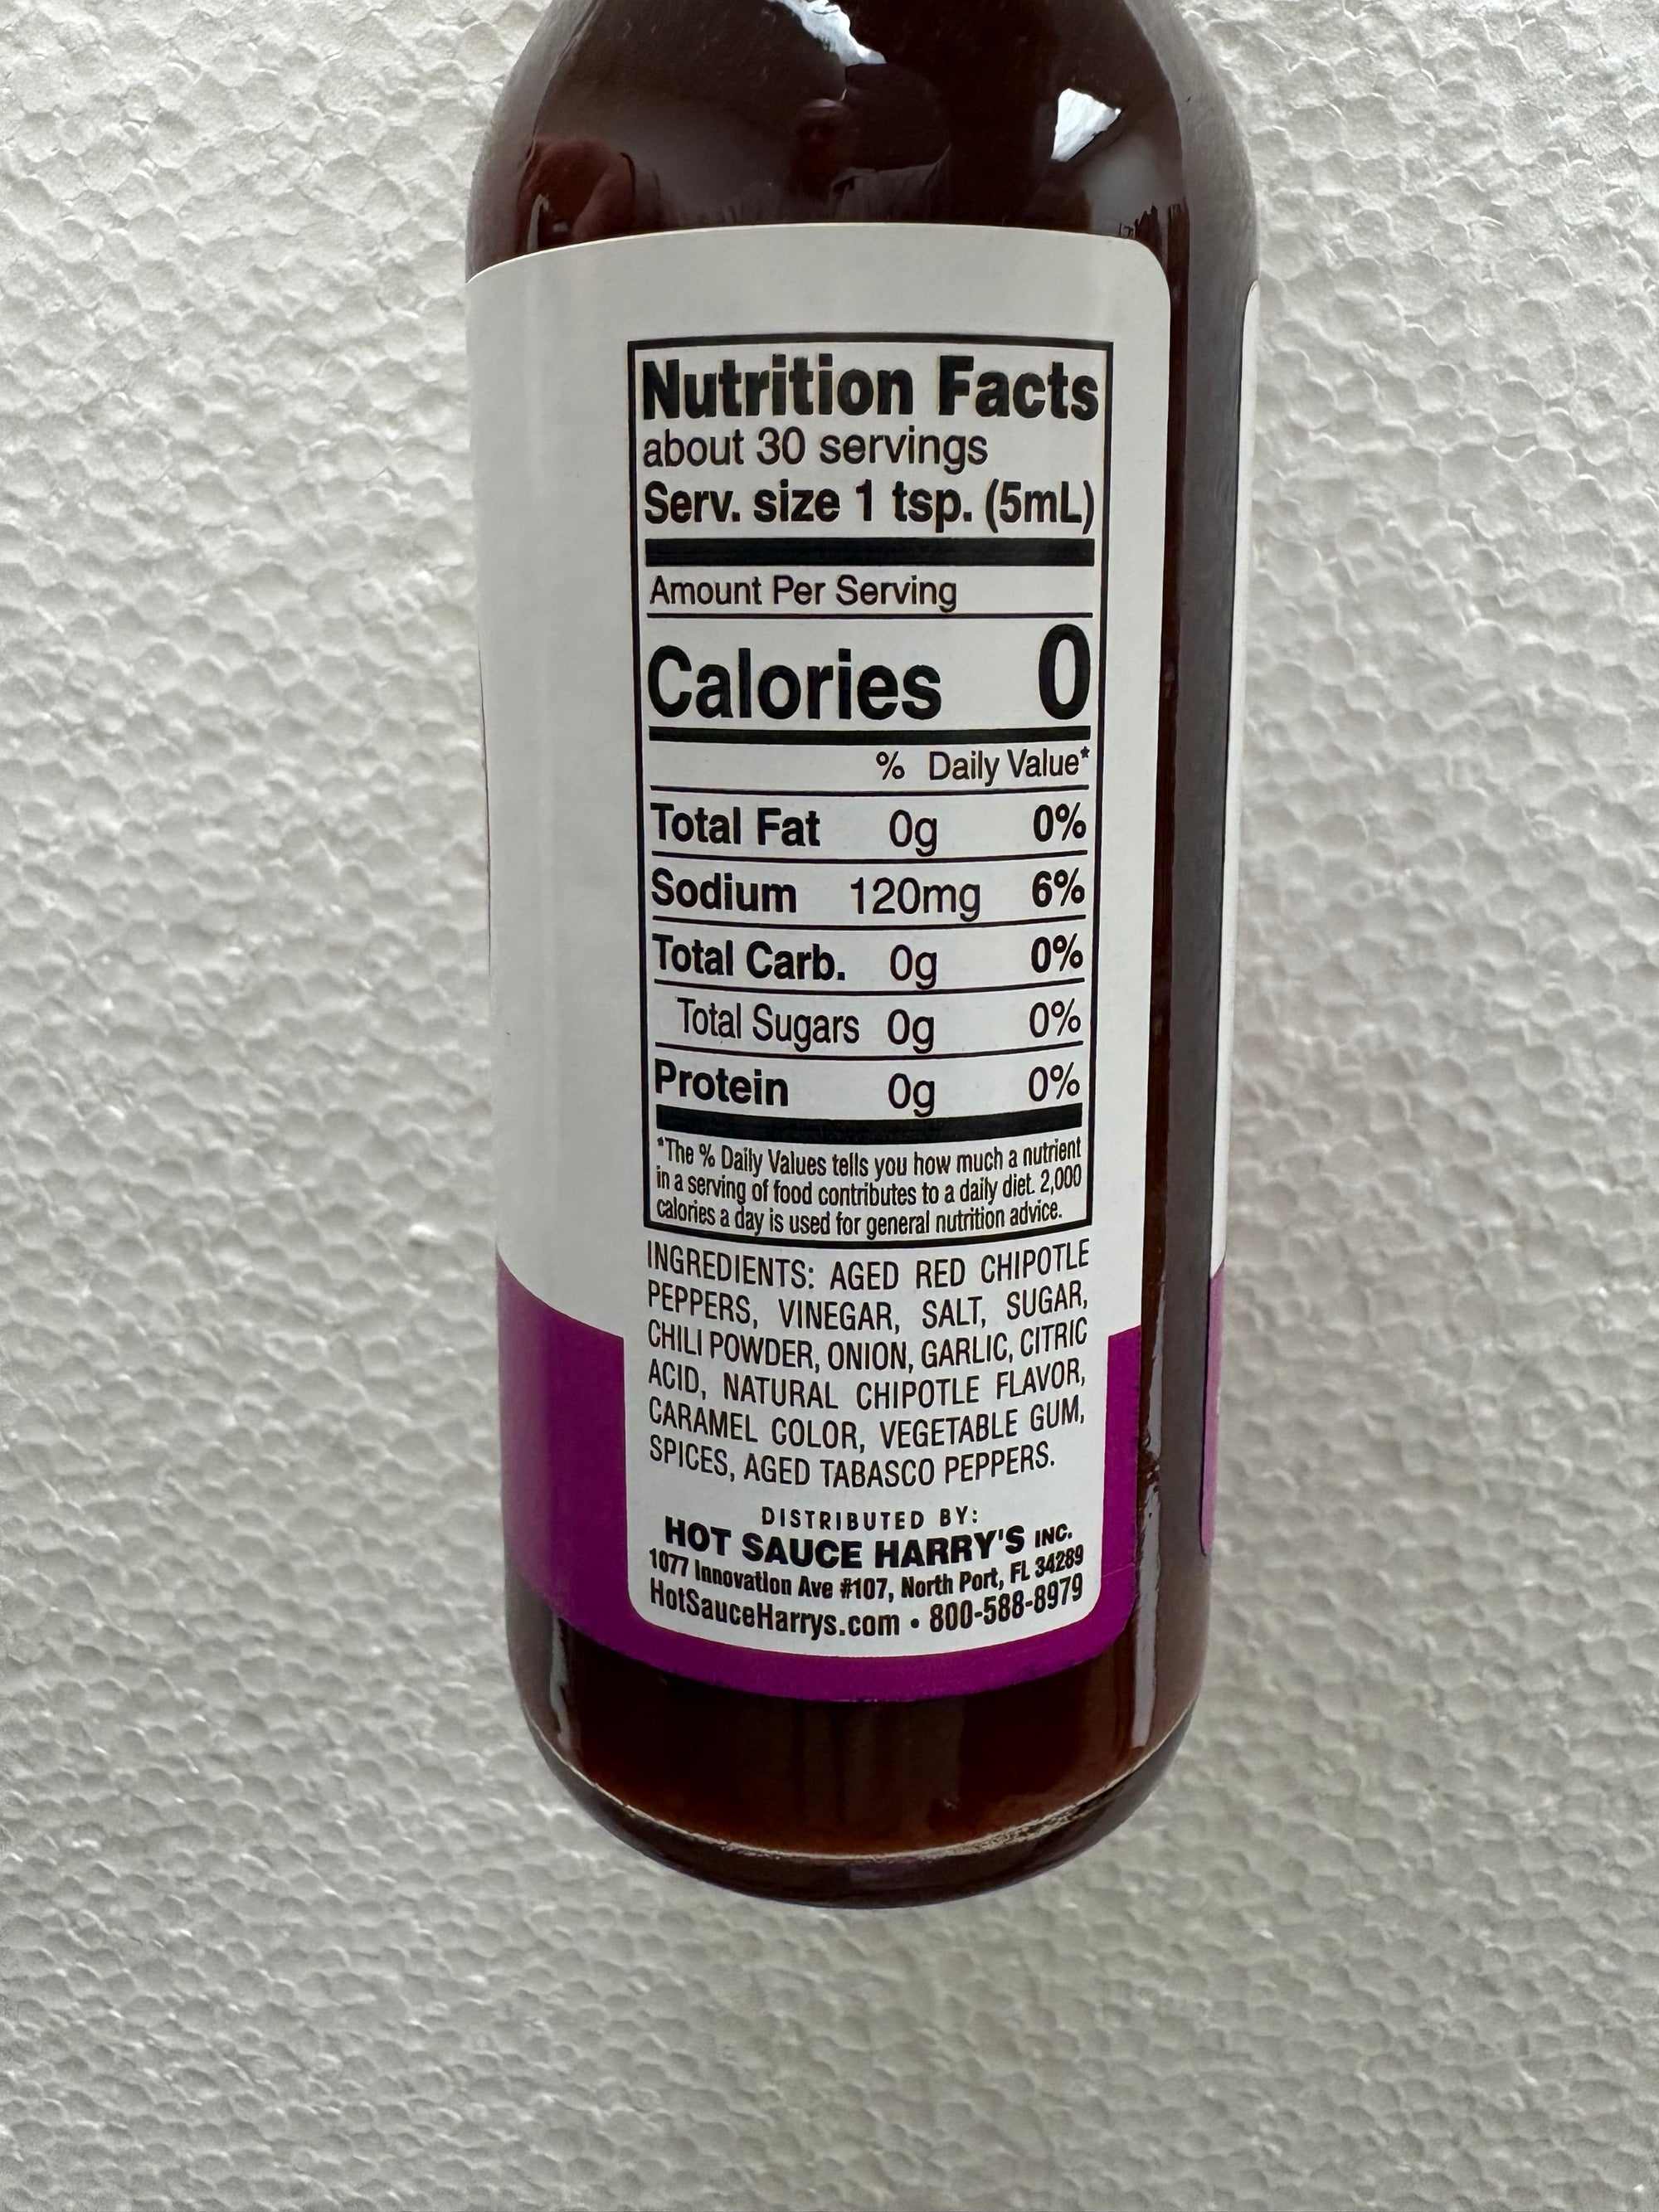 Nutrition Facts
about 30 servings
Serv. size 1 tsp. (5mL)
Amount Per Serving
Calories 0
% Daily Value*
Total Fat 0g 0%
Sodium 120mg 6%
Total Carb. 0g 0%
Total Sugars 0g 0%
Protein 0g 0%
*The % Daily Values tells you how much a nutrient
in a serving of food contributes to a daily diet. 2,000
calories a day is used for general nutrition advice.
INGREDIENTS: AGED RED CHIPOTLE
PEPPERS, VINEGAR, SALT, SUGAR,
CHILI POWDER, ONION, GARLIC, CITRIC
ACID, NATURAL CHIPOTLE FLAVOR,
CARAMEL COLOR, VEGETABLE GUM,
SPICES, AGED TABASCO PEPPERS.
DISTRIBUTED BY:
HOT SAUCE HARRY'S INC.
1077 Innovation Ave #107, North Port, FL 34289
HotSauceHarrys.com • 800-588-8979